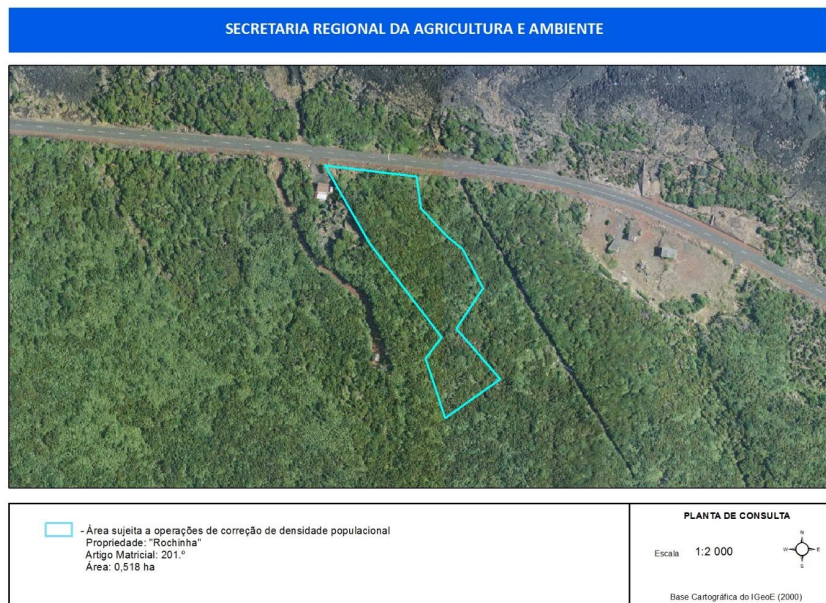 SECRETARIA REGIONAL DA AGRICULTURA E AMBIENTE
- Área sujeita a operações de correção de densidade populacional
Propriedade: "Rochinha"
Artigo Matricial: 201.º
Área: 0,518 ha
PLANTA DE CONSULTA
Escala 1:2 000
N
W E
S
Base Cartográfica do IGeoE (2000)